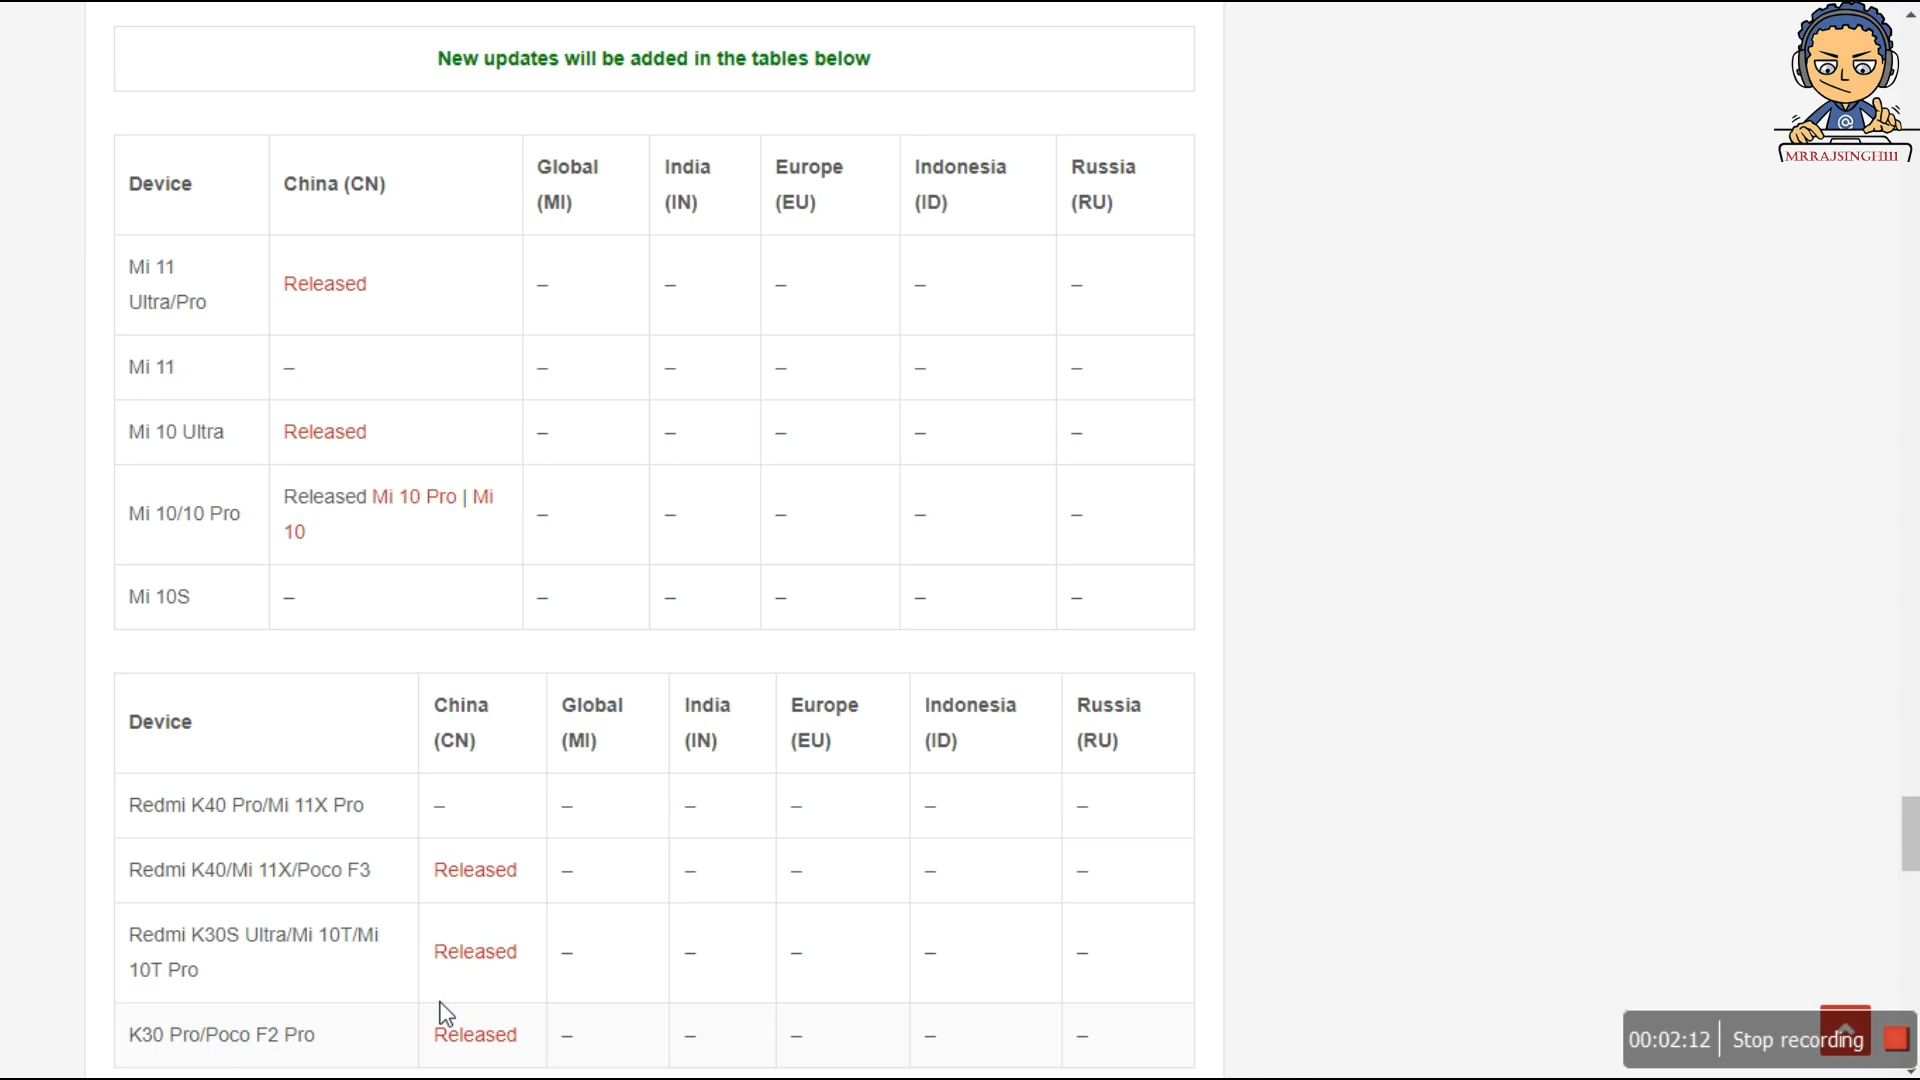 New updates will be added in the tables below
@
MRRAJSINGH111
Device China (CN) Global India Europe Indonesia Russia
(MI) (IN) (EU) (ID) (RU)
Mi 11
Ultra/Pro Released – – – – –
Mi 11 – – – – – –
Mi 10 Ultra Released – – – – –
Mi 10/10 Pro Released Mi 10 Pro | Mi
10 – – – – –
Mi 10S – – – – – –
Device China Global India Europe Indonesia Russia
(CN) (MI) (IN) (EU) (ID) (RU)
Redmi K40 Pro/Mi 11X Pro – – – – – –
Redmi K40/Mi 11X/Poco F3 Released – – – – –
Redmi K30S Ultra/Mi 10T/Mi
10T Pro Released – – – – –
K30 Pro/Poco F2 Pro Released – – – – –
00:02:12 Stop recording